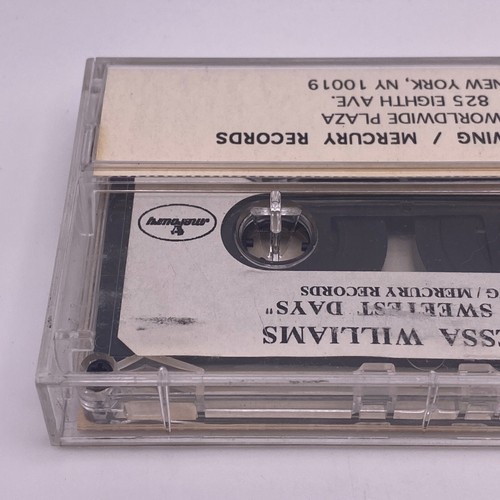 ESSA WILLIAMS
SWEETEST DAYS"
G / MERCURY RECORDS
mercury
WING / MERCURY RECORDS
WORLDWIDE PLAZA
825 EIGHTH AVE.
NEW YORK, NY 10019